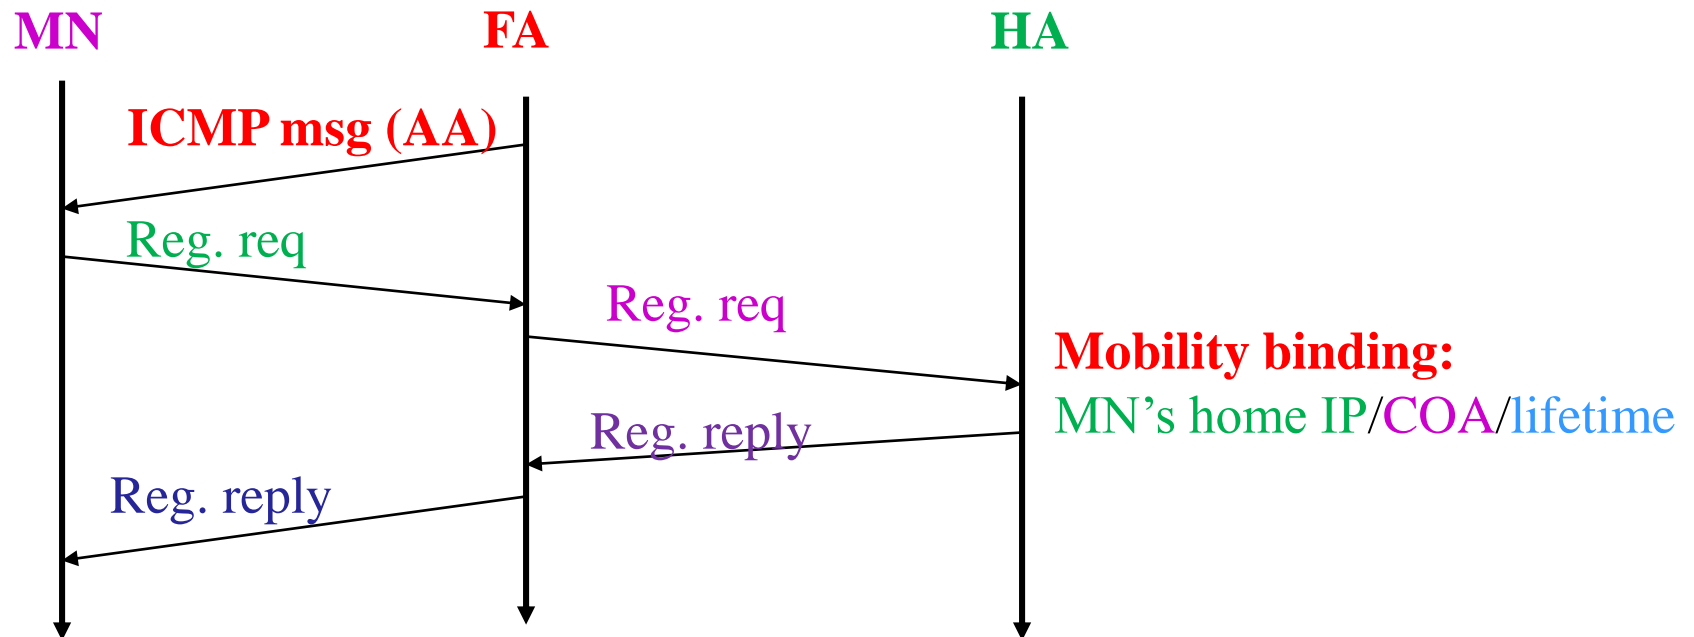 MN FA HA
ICMP msg (AA)
Reg. req
Reg. req
Mobility binding:
MN’s home IP/COA/lifetime
Reg. reply
Reg. reply